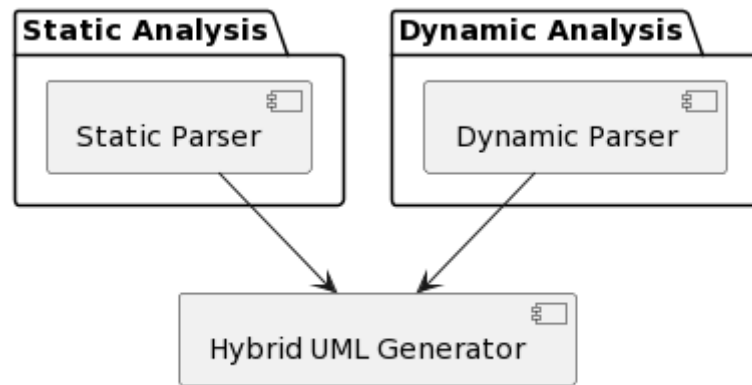 Static Analysis
Dynamic Analysis
Static Parser
Dynamic Parser
Hybrid UML Generator